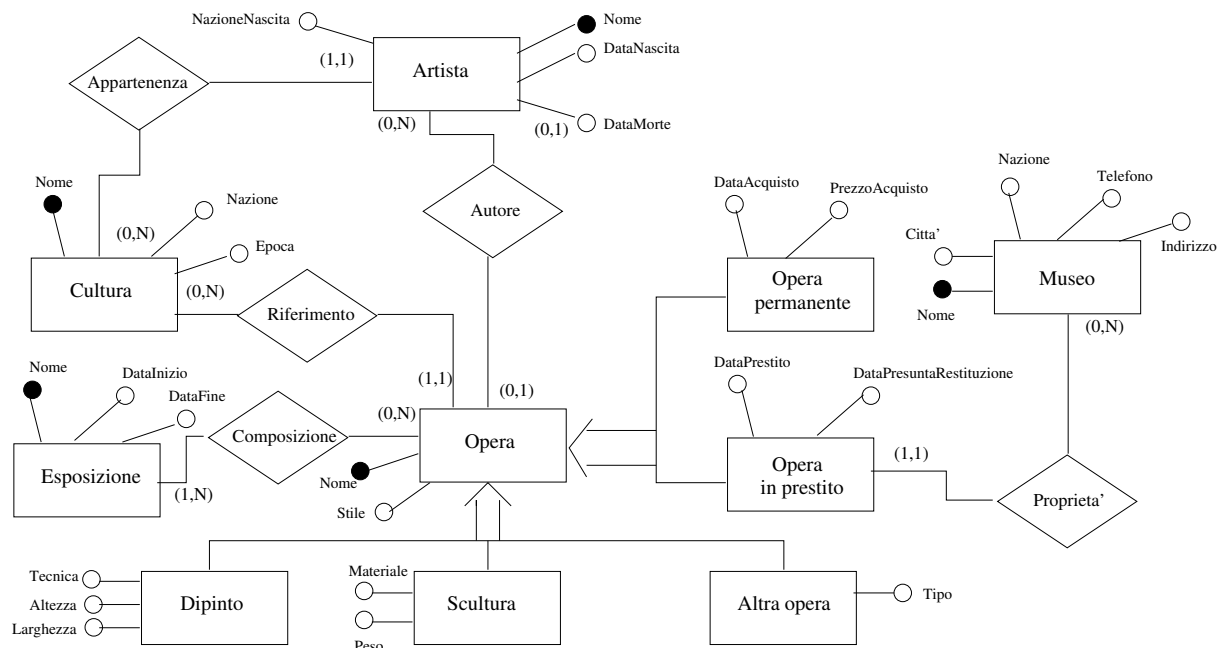 NazioneNascita
Nome
(1,1)
DataNascita
Appartenenza
Artista
(0,N)
(0,1)
DataMorte
Nome
Nazione
(0,N)
Epoca
Autore
DataAcquisto
PrezzoAcquisto
Nazione
Telefono
Citta'
Indirizzo
Cultura
(0,N)
Riferimento
Opera
permanente
Museo
Nome
(0,N)
Nome
DataInizio
DataFine
(1,1)
(0,N)
(0,1)
DataPrestito
DataPresuntaRestituzione
Composizione
Opera
Esposizione
(1,N)
Nome
Stile
Opera
in prestito
(1,1)
Proprieta'
Tecnica
Altezza
Larghezza
Dipinto
Materiale
Peso
Scultura
Altra opera
Tipo